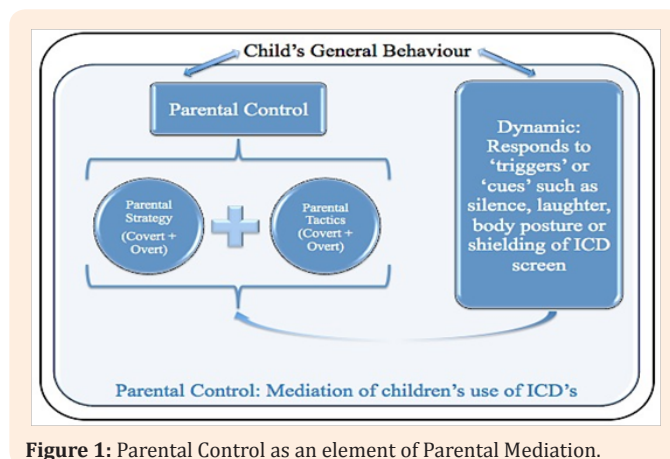 Child's General Behaviour
Parental Control
Parental
Strategy
(Covert +
Overt)
Parental
Tactics
(Covert +
Overt)
Dynamic:
Responds to
'triggers' or
'cues' such as
silence, laughter,
body posture or
shielding of ICD
screen
Parental Control: Mediation of children's use of ICD's
Figure 1: Parental Control as an element of Parental Mediation.